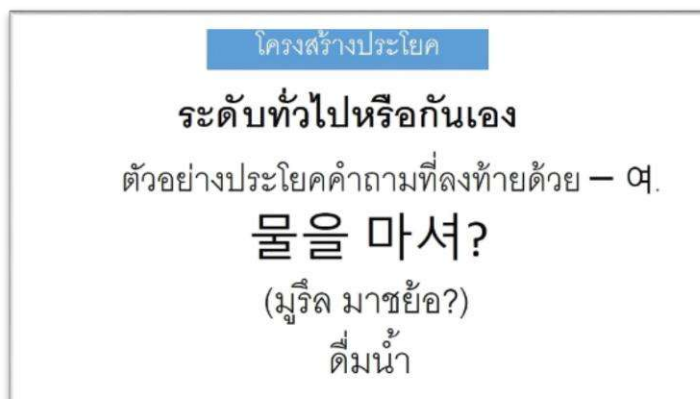 โครงสร้างประโยค
ระดับทั่วไปหรือกันเอง
ตัวอย่างประโยคคำถามที่ลงท้ายด้วย – 여.
물을 마셔?
(มูรึล มาชย้อ?)
ดื่มน้ำ